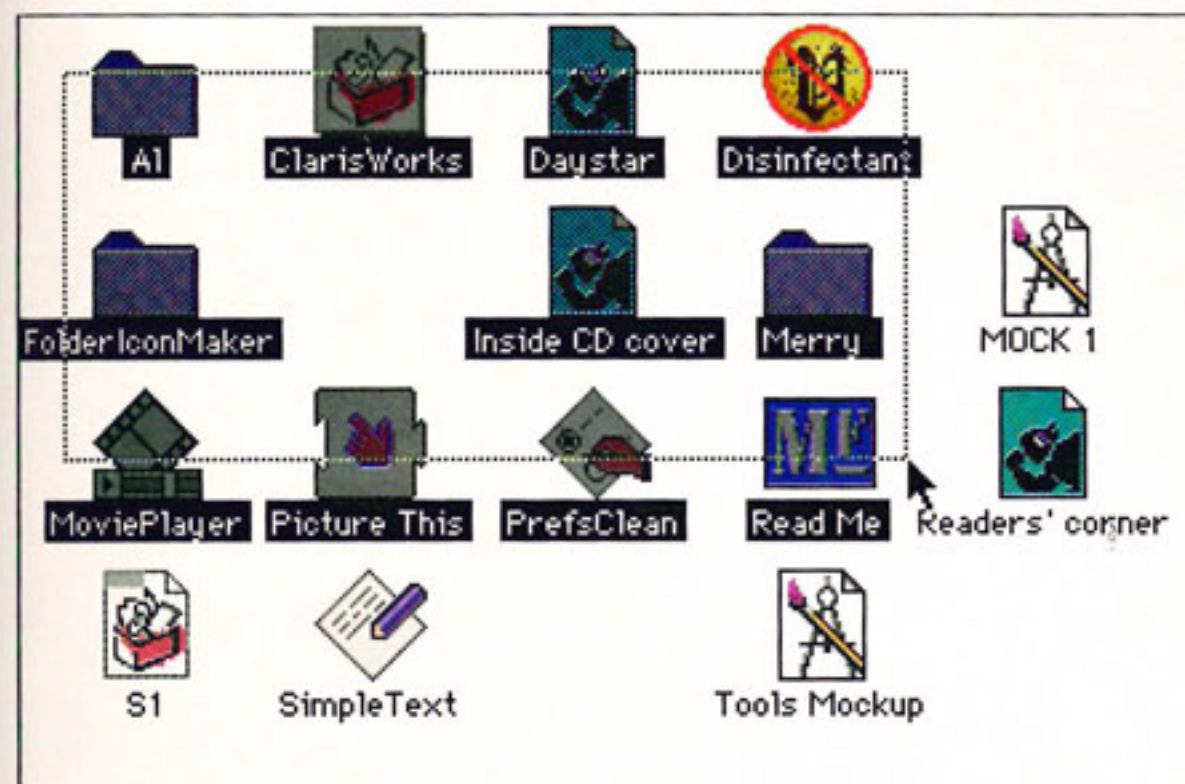 A1 ClarisWorks Daystar Disinfectant
FolderIconMaker Inside CD cover Merry MOCK 1
MoviePlayer Picture This PrefsClean Read Me Readers' corner
S1 SimpleText Tools Mockup